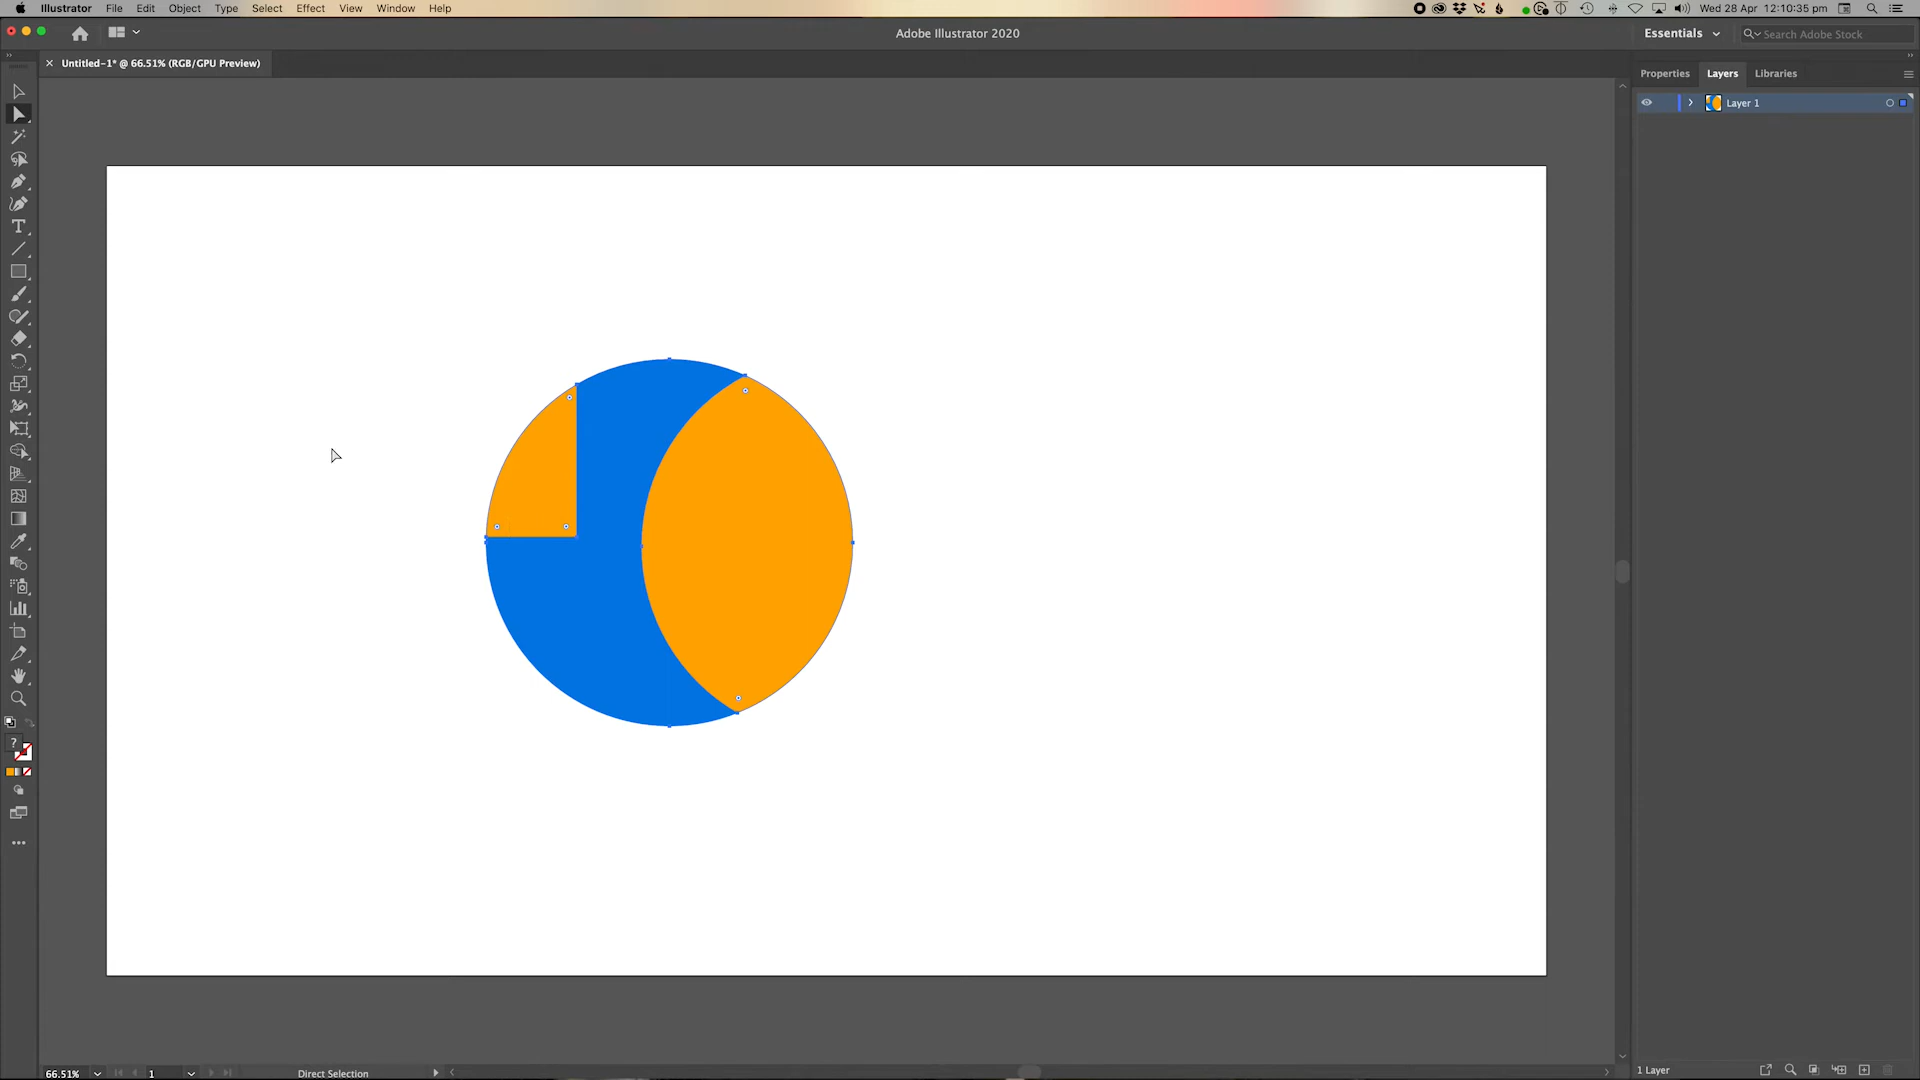 Illustrator File Edit Object Type Select Effect View Window Help
Wed 28 Apr 12:10:35 pm
Adobe Illustrator 2020
Essentials
Search Adobe Stock
× Untitled-1* @ 66.51% (RGB/GPU Preview)
Properties Layers Libraries
Layer 1
T
?
66.51%
1
Direct Selection
1 Layer